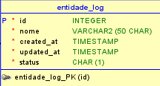 entidade_log
P * id INTEGER
* nome VARCHAR2 (50 CHAR)
* created_at TIMESTAMP
* updated_at TIMESTAMP
* status CHAR (1)
entidade_log_PK (id)